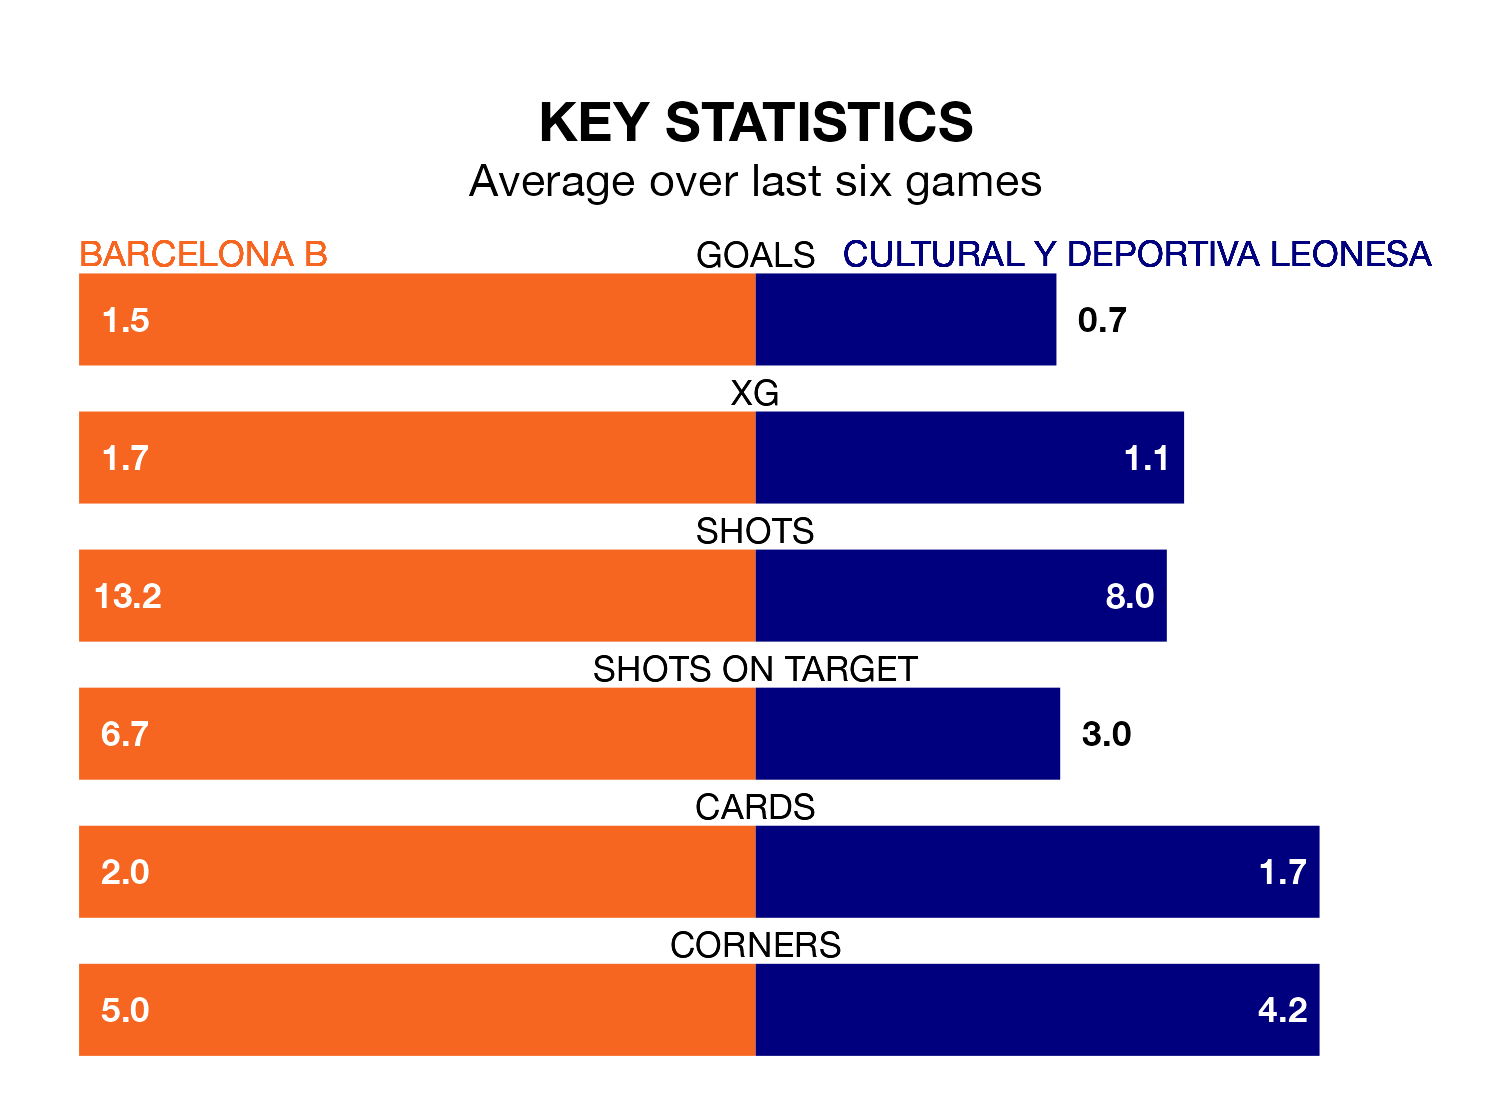 KEY STATISTICS
Average over last six games
BARCELONA B GOALS CULTURAL Y DEPORTIVA LEONESA
1.5 0.7
XG
1.7 1.1
SHOTS
13.2 8.0
SHOTS ON TARGET
6.7 3.0
CARDS
2.0 1.7
CORNERS
5.0 4.2